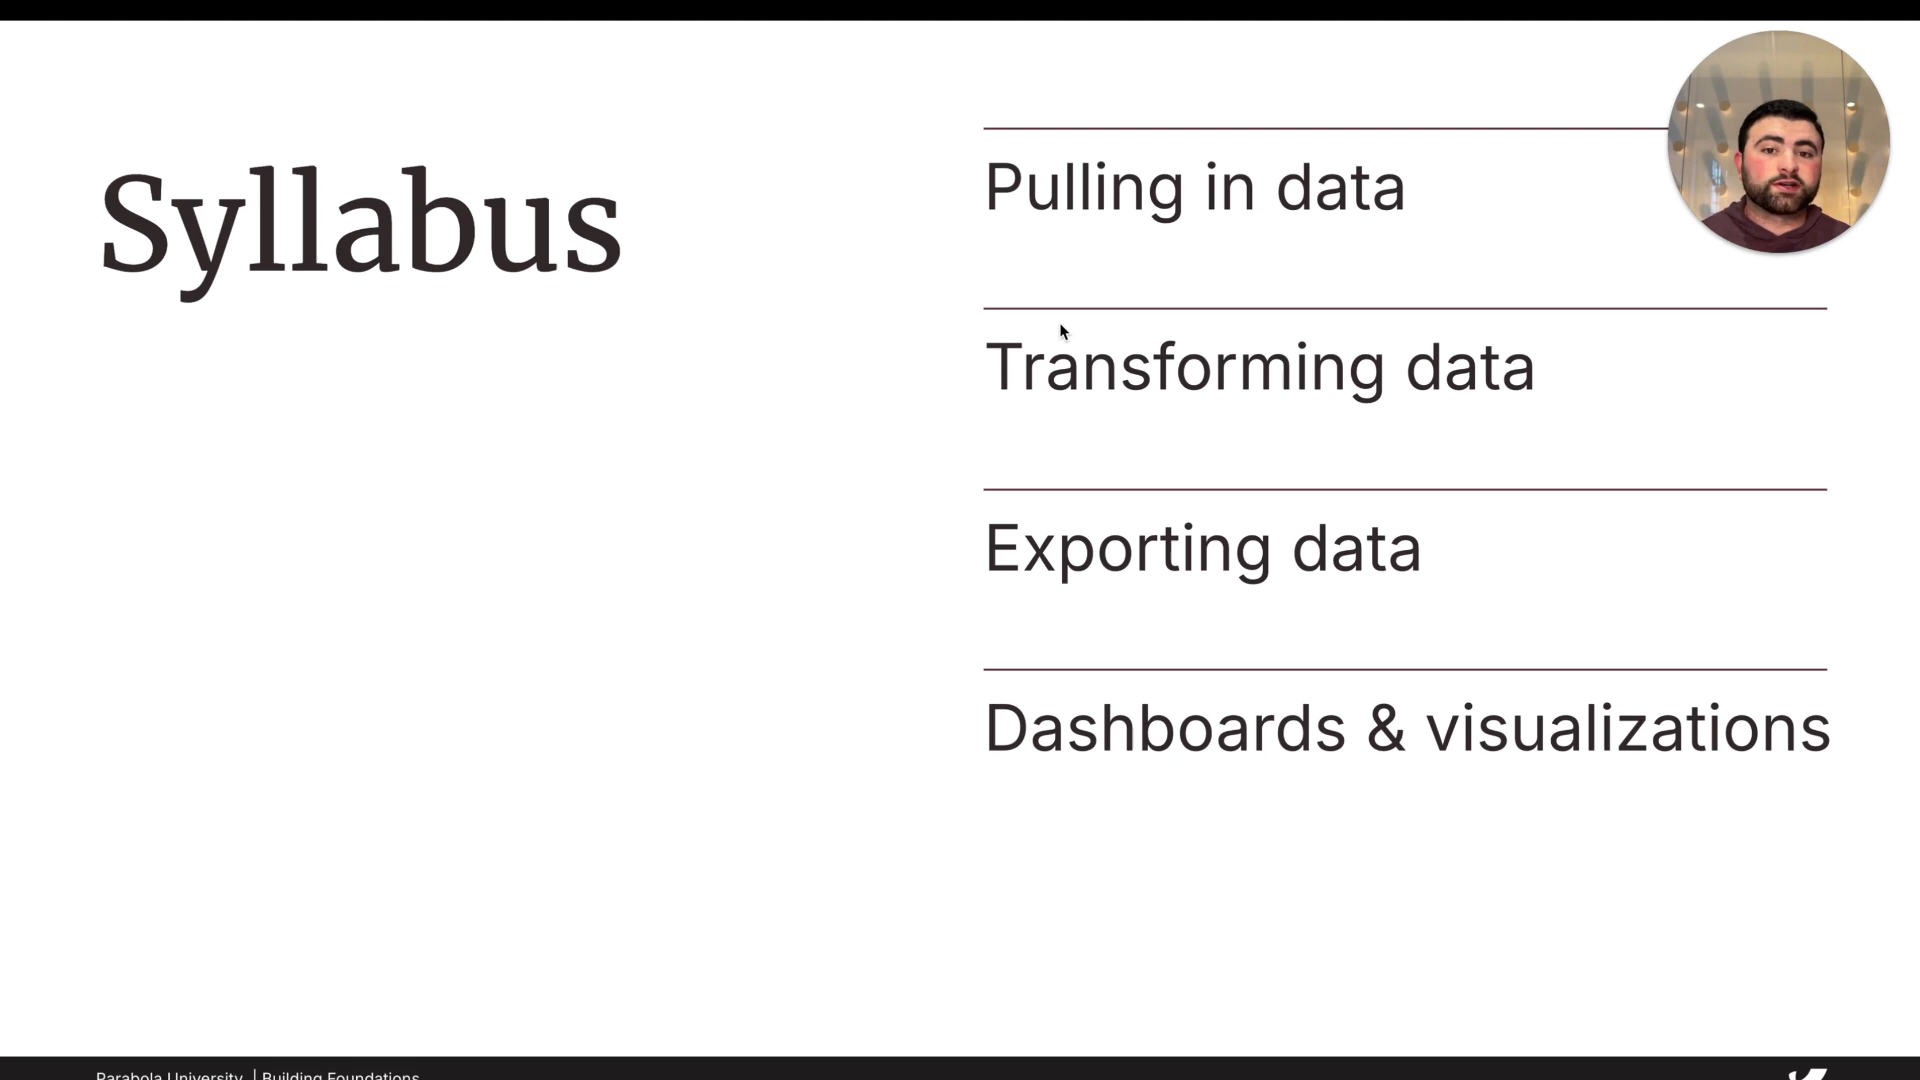 Syllabus
Pulling in data
Transforming data
Exporting data
Dashboards & visualizations
Parabola University | Building Foundations